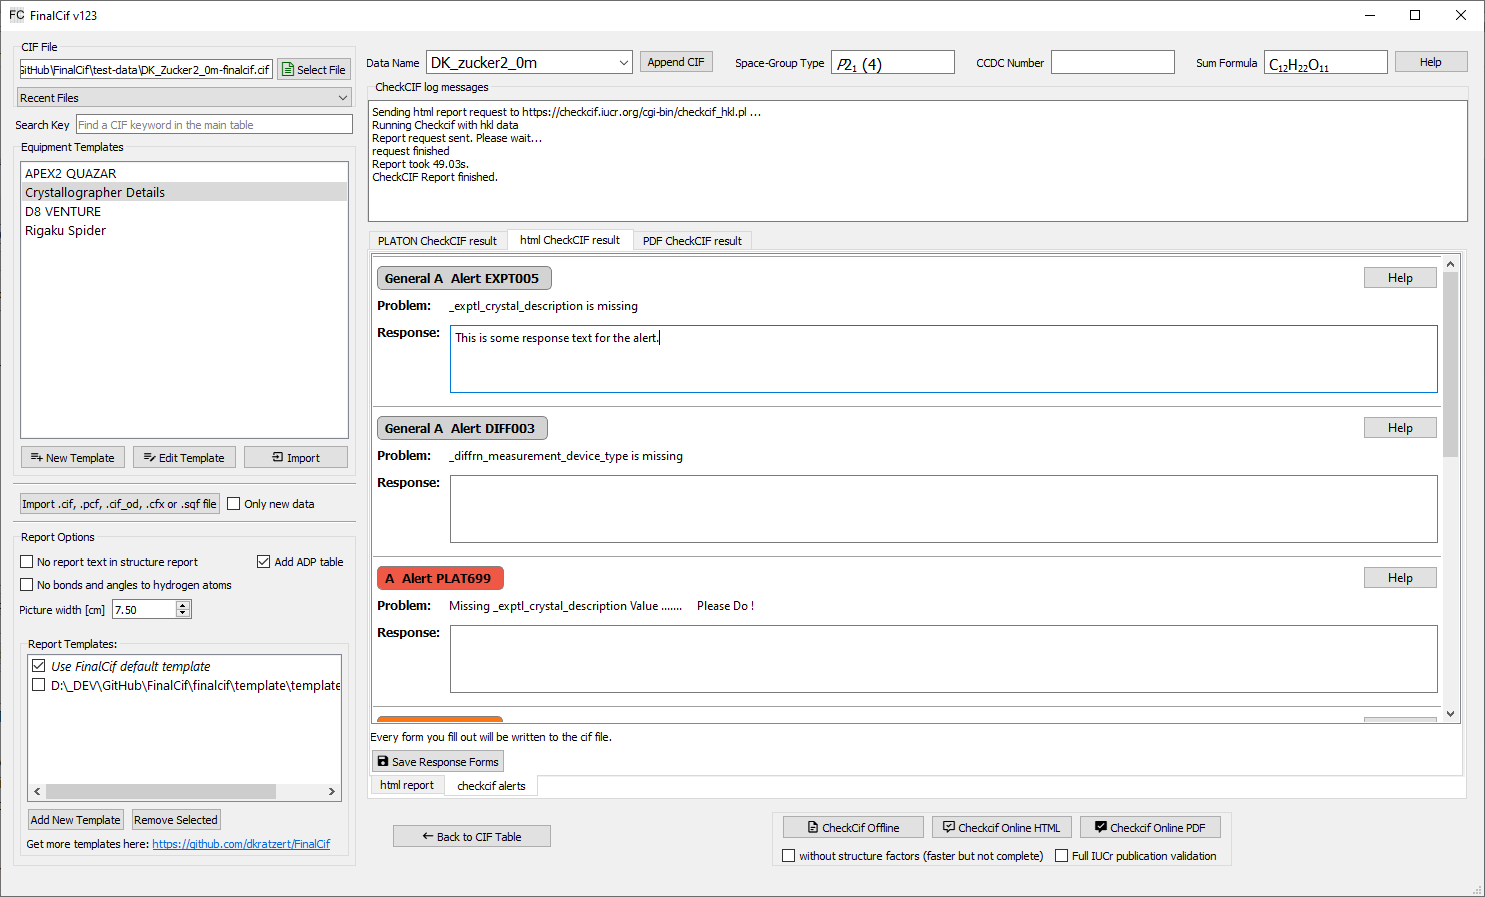 FC FinalCif v123
CIF File
GitHub\FinalCif\test-data\DK_Zucker2_0m-finalcif.cif
Select File
Recent Files
Search Key
Find a CIF keyword in the main table
Equipment Templates
APEX2 QUAZAR
Crystallographer Details
D8 VENTURE
Rigaku Spider
New Template
Edit Template
Import
Import .cif, .pcf, .cif_od, .cfx or .sqf file
Only new data
Report Options
No report text in structure report
Add ADP table
No bonds and angles to hydrogen atoms
Picture width [cm]
7.50
Report Templates:
Use FinalCif default template
D:\_DEV\GitHub\FinalCif\finalcif\template\template
Add New Template
Remove Selected
Get more templates here: https://github.com/dkratzert/FinalCif
Data Name
DK_zucker2_0m
Append CIF
Space-Group Type
P2₁ (4)
CCDC Number
Sum Formula
C₁₂H₂₂O₁₁
Help
CheckCIF log messages
Sending html report request to https://checkcif.iucr.org/cgi-bin/checkcif_hkl.pl ...
Running Checkcif with hkl data
Report request sent. Please wait...
request finished
Report took 49.03s.
CheckCIF Report finished.
PLATON CheckCIF result
html CheckCIF result
PDF CheckCIF result
General A Alert EXPT005
Help
Problem: _exptl_crystal_description is missing
Response: This is some response text for the alert.
General A Alert DIFF003
Help
Problem: _diffrn_measurement_device_type is missing
Response:
A Alert PLAT699
Help
Problem: Missing _exptl_crystal_description Value ....... Please Do !
Response:
Every form you fill out will be written to the cif file.
Save Response Forms
html report
checkcif alerts
Back to CIF Table
CheckCif Offline
Checkcif Online HTML
Checkcif Online PDF
without structure factors (faster but not complete)
Full IUCr publication validation